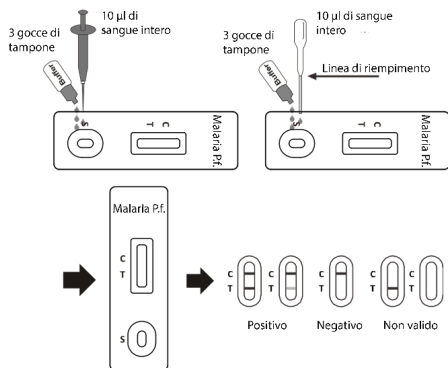 10 µl di
sangue intero
3 gocce di
tampone
Buffer
S
T
C
Malaria P.f.
10 µl di sangue
intero
3 gocce di
tampone
Linea di riempimento
Buffer
S
T
C
Malaria P.f.
Malaria P.f.
C
T
S
C
T
C
T
C
T
C
T
Positivo
Negativo
Non valido